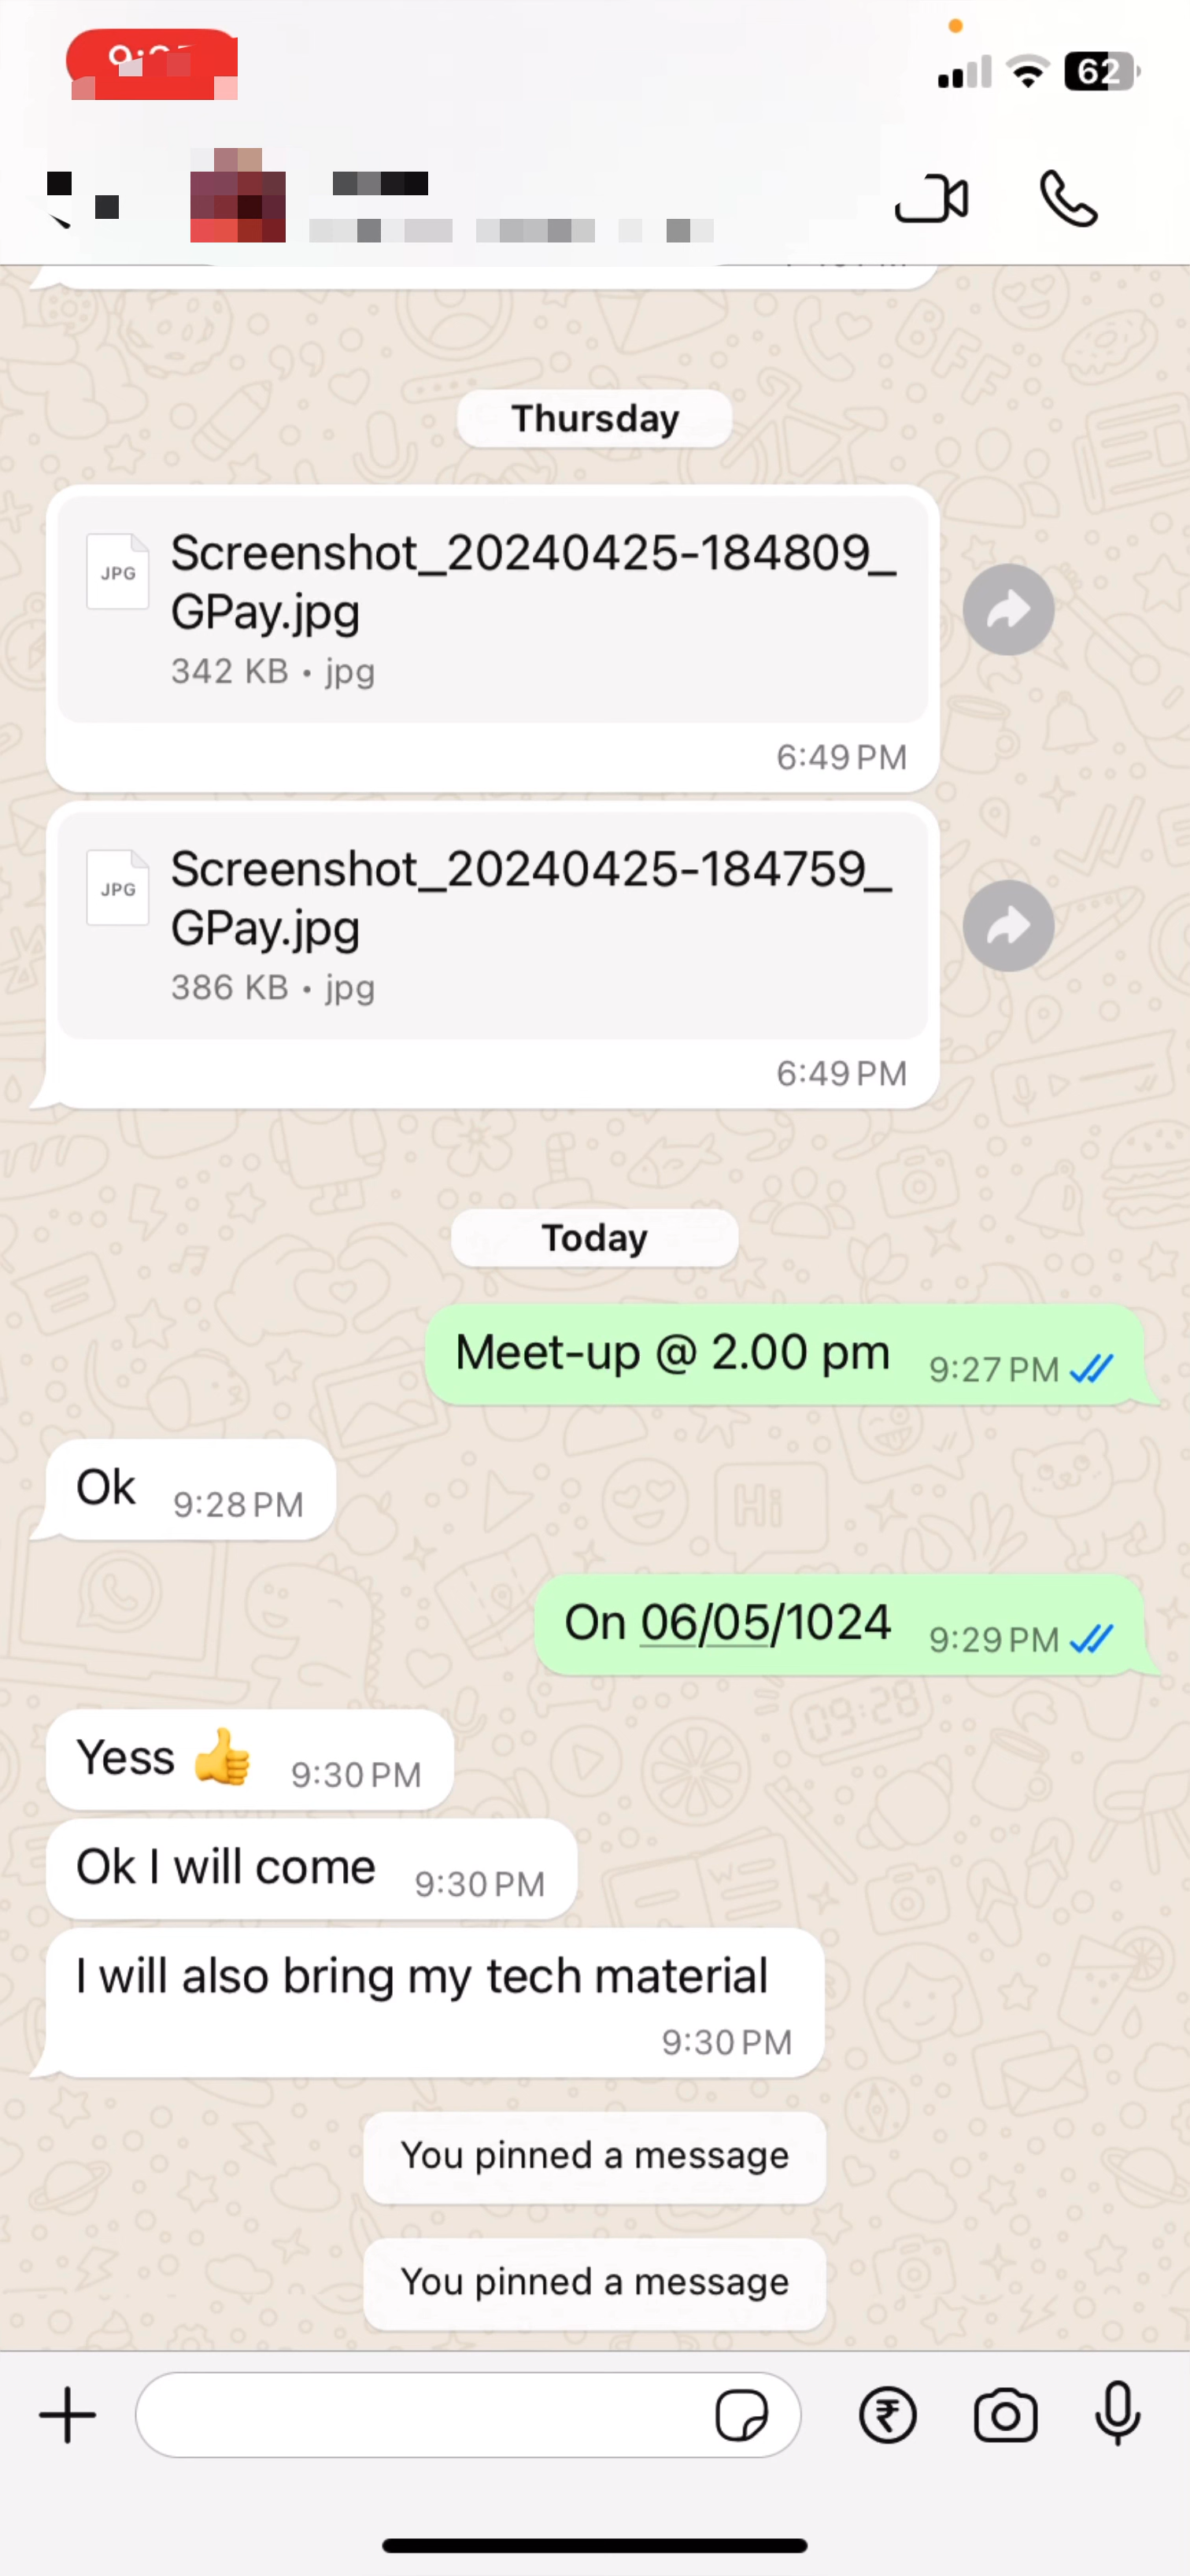 62
Thursday
JPG
Screenshot_20240425-184809_
GPay.jpg
342 KB • jpg
6:49 PM
JPG
Screenshot_20240425-184759_
GPay.jpg
386 KB • jpg
6:49 PM
Today
Meet-up @ 2.00 pm 9:27 PM
Ok 9:28 PM
On 06/05/1024 9:29 PM
Yess 👍 9:30 PM
Ok I will come 9:30 PM
I will also bring my tech material
9:30 PM
You pinned a message
You pinned a message
₹